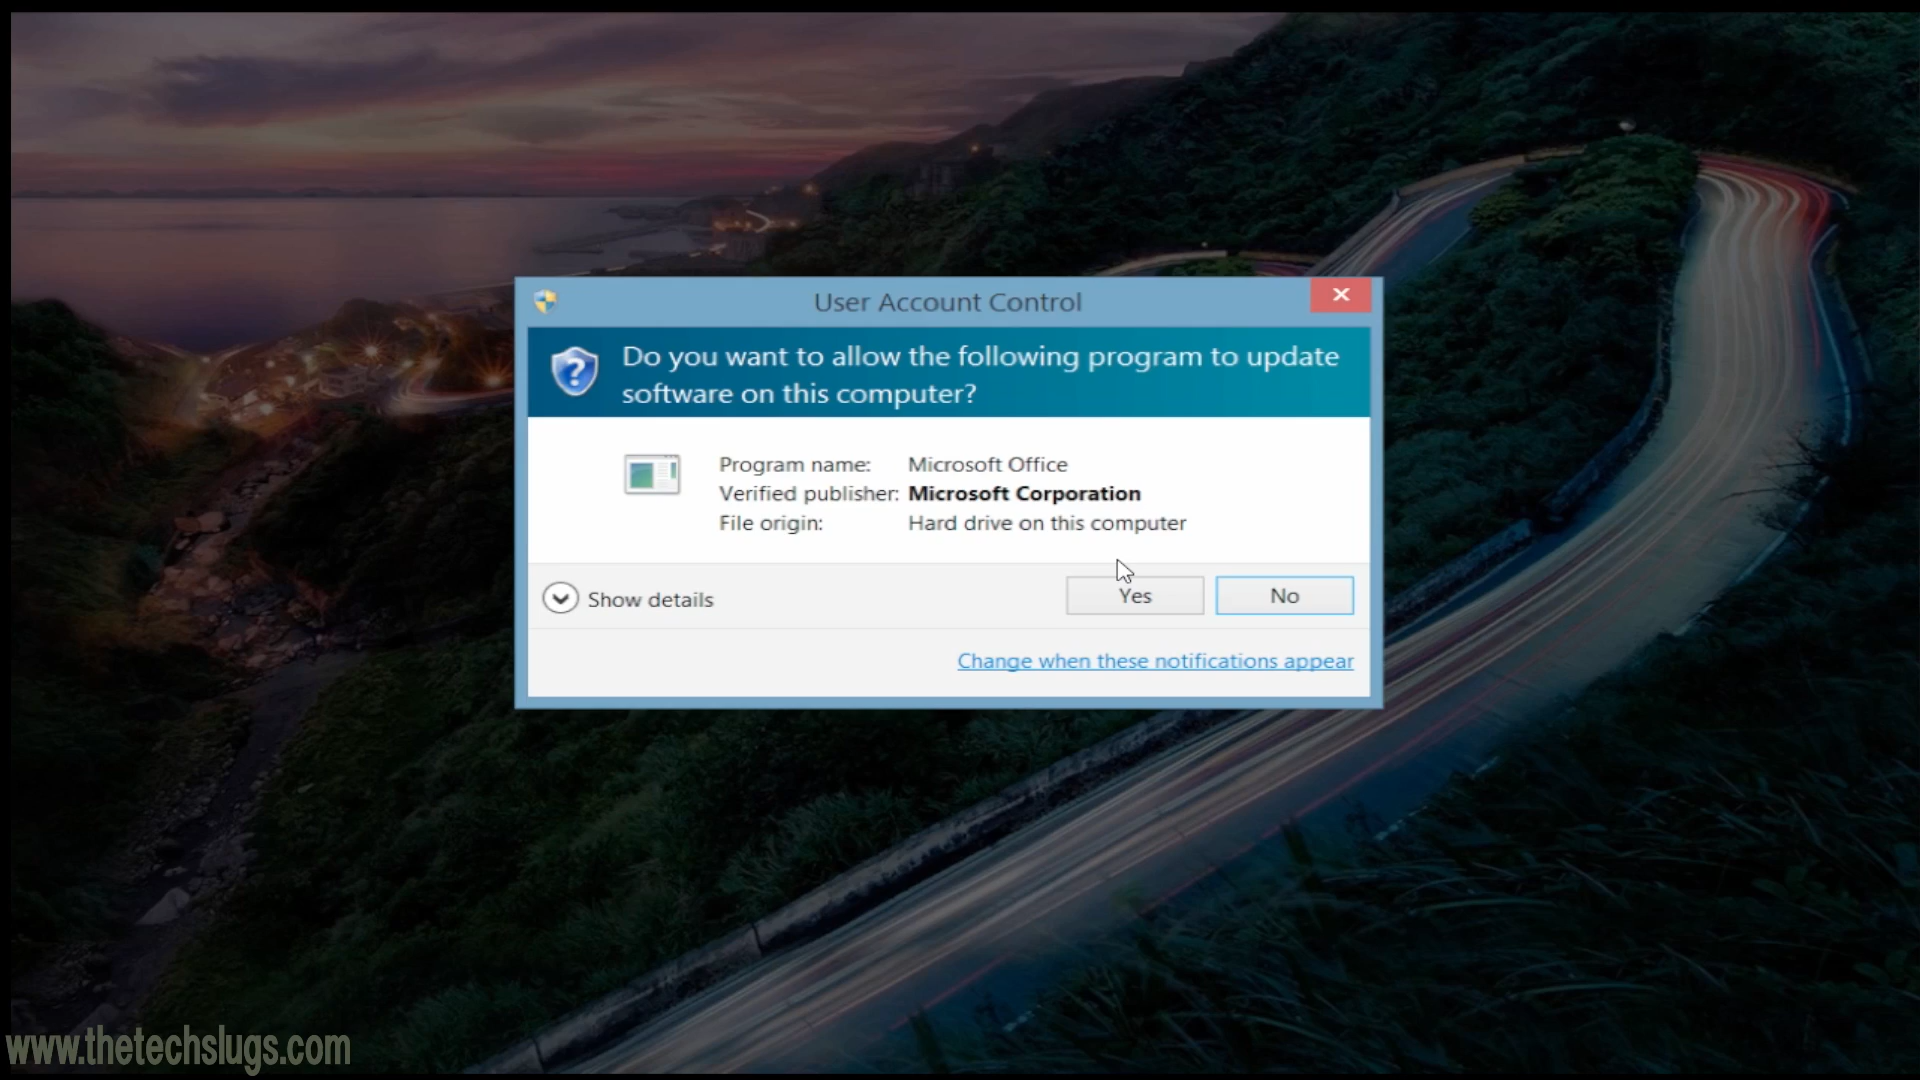 User Account Control
Do you want to allow the following program to update
software on this computer?
Program name: Microsoft Office
Verified publisher: Microsoft Corporation
File origin: Hard drive on this computer
Show details
Yes
No
Change when these notifications appear
www.thetechslugs.com